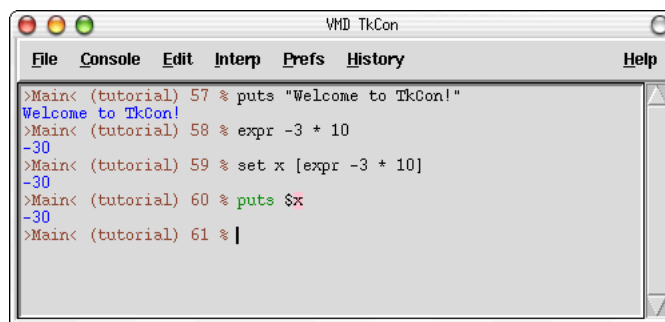 VMD TkCon
File Console Edit Interp Prefs History Help
>Main< (tutorial) 57 % puts "Welcome to TkCon!"
Welcome to TkCon!
>Main< (tutorial) 58 % expr -3 * 10
-30
>Main< (tutorial) 59 % set x [expr -3 * 10]
-30
>Main< (tutorial) 60 % puts $x
-30
>Main< (tutorial) 61 %